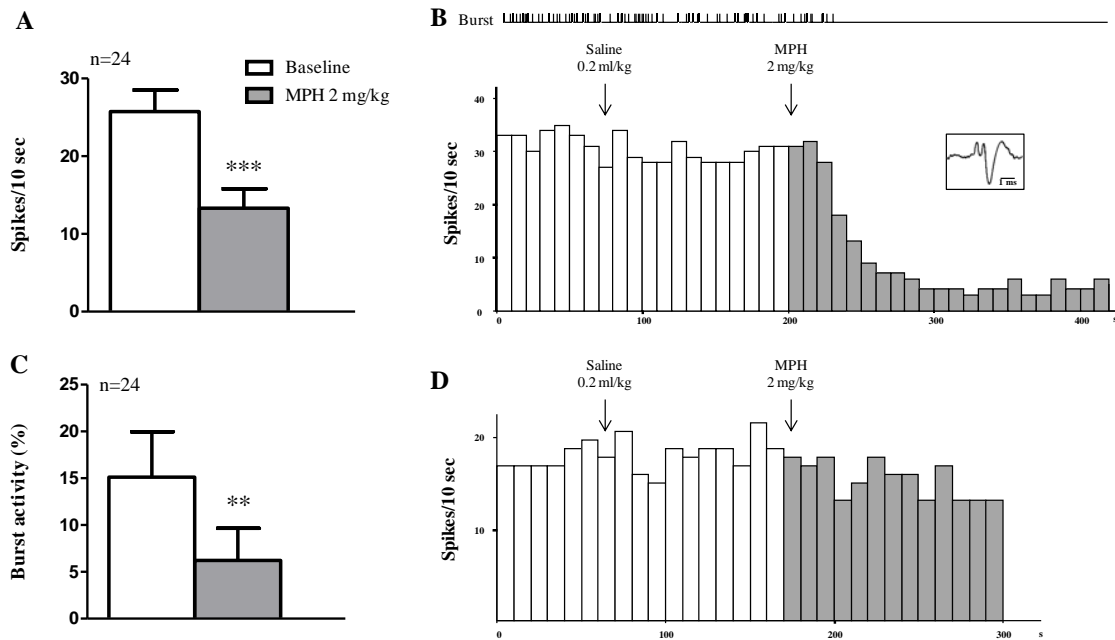 A
n=24
Baseline
MPH 2 mg/kg
30
20
10
0
Spikes/10 sec
***
B
Burst
Saline
0.2 ml/kg
MPH
2 mg/kg
40
30
20
10
0
Spikes/10 sec
1 ms
0 100 200 300 400 s
C
n=24
25
20
15
10
5
0
Burst activity (%)
**
D
Saline
0.2 ml/kg
MPH
2 mg/kg
20
10
Spikes/10 sec
0 100 200 300 s